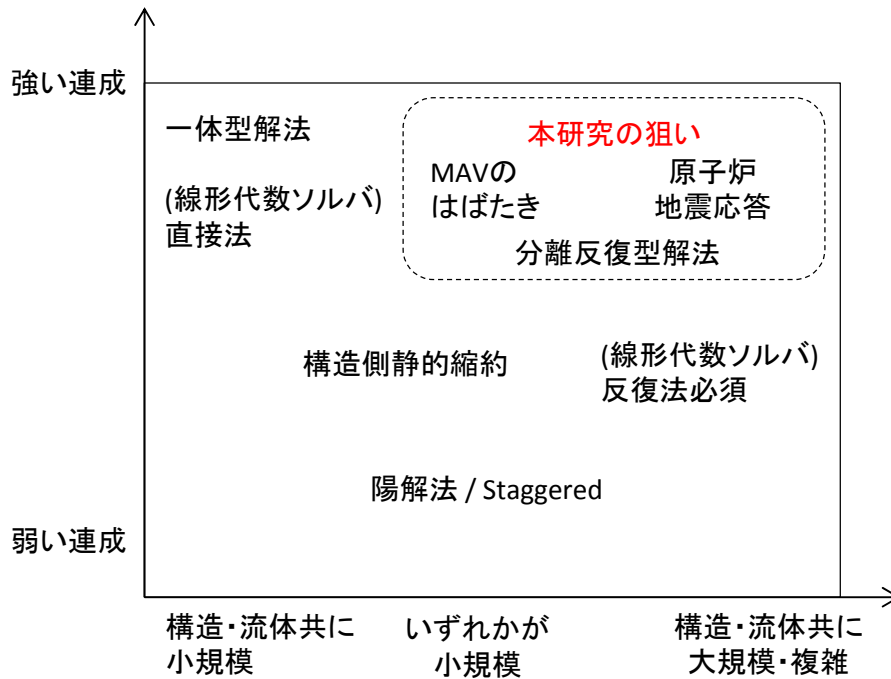 強い連成
一体型解法
(線形代数ソルバ)
直接法
本研究の狙い
MAVの
はばたき
原子炉
地震応答
分離反復型解法
構造側静的縮約
(線形代数ソルバ)
反復法必須
陽解法 / Staggered
弱い連成
構造・流体共に
小規模
いずれかが
小規模
構造・流体共に
大規模・複雑